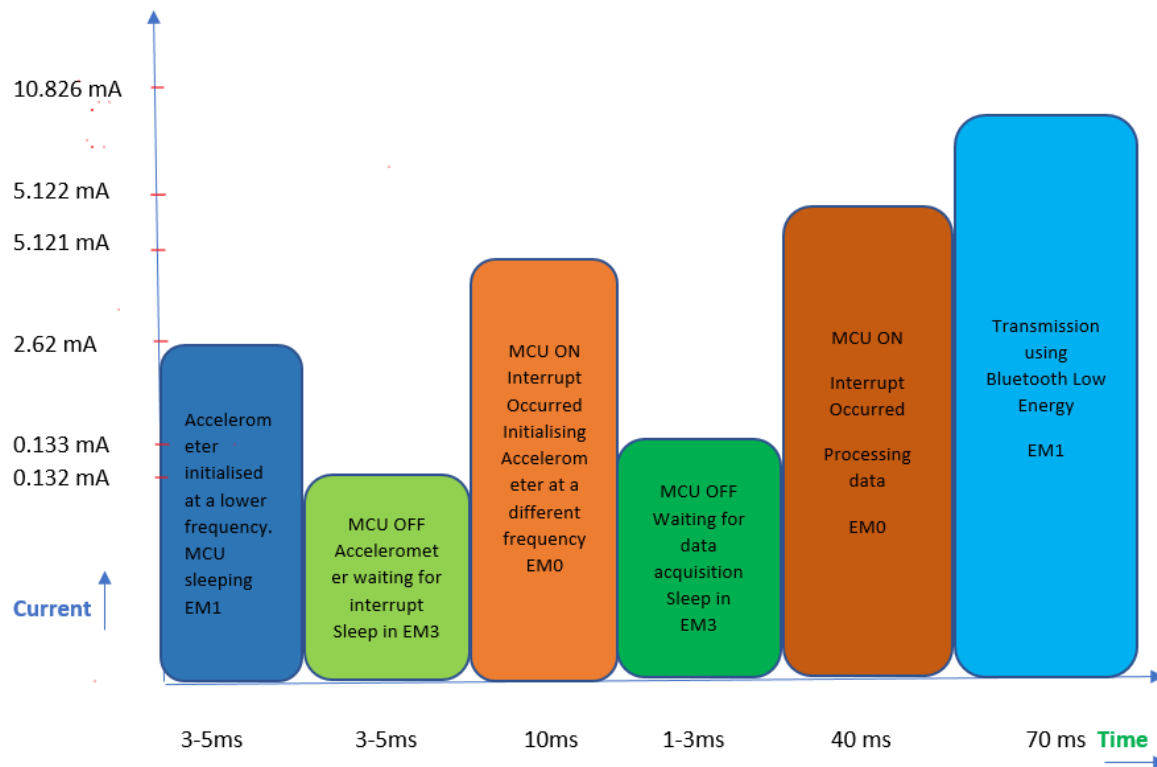 10.826 mA
5.122 mA
5.121 mA
2.62 mA
0.133 mA
0.132 mA
Current
Accelerom
eter
initialised
at a lower
frequency.
MCU
sleeping
EM1
MCU OFF
Acceleromet
er waiting for
interrupt
Sleep in EM3
MCU ON
Interrupt
Occurred
Initialising
Accelerom
eter at a
different
frequency
EM0
MCU OFF
Waiting for
data
acquisition
Sleep in
EM3
MCU ON
Interrupt
Occurred
Processing
data
EM0
Transmission
using
Bluetooth Low
Energy
EM1
3-5ms
3-5ms
10ms
1-3ms
40 ms
70 ms
Time